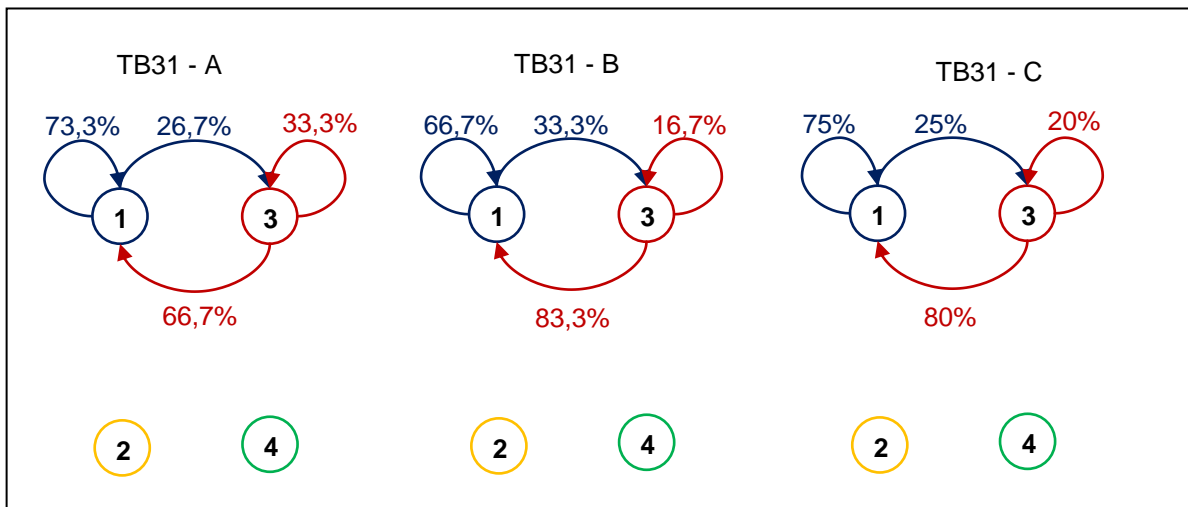 TB31 - A
73,3% 26,7% 33,3%
1 3
66,7%
2 4
TB31 - B
66,7% 33,3% 16,7%
1 3
83,3%
2 4
TB31 - C
75% 25% 20%
1 3
80%
2 4